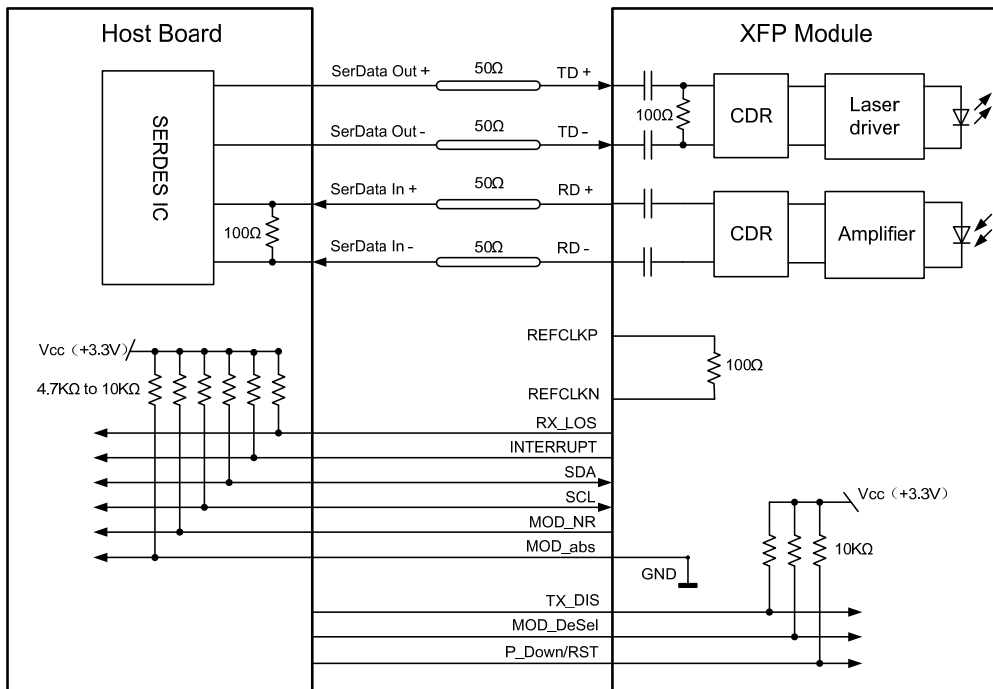 Host Board
XFP Module
SerData Out +
50Ω
TD +
SERDES IC
100Ω
CDR
Laser
driver
SerData Out -
50Ω
TD -
SerData In +
50Ω
RD +
100Ω
CDR
Amplifier
SerData In -
50Ω
RD -
REFCLKP
100Ω
REFCLKN
Vcc（+3.3V）
4.7KΩ to 10KΩ
RX_LOS
INTERRUPT
SDA
SCL
MOD_NR
MOD_abs
GND
Vcc（+3.3V）
10KΩ
TX_DIS
MOD_DeSel
P_Down/RST